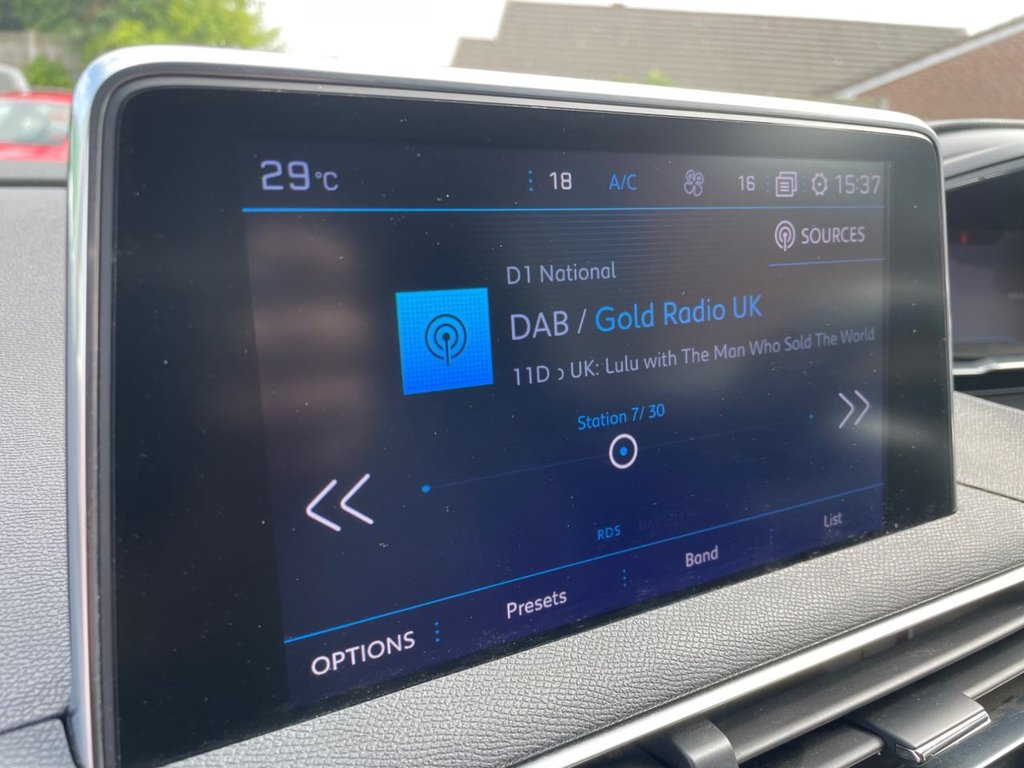 29°C 18 A/C 16 15:37
SOURCES
D1 National
DAB / Gold Radio UK
11D UK: Lulu with The Man Who Sold The World
Station 7/ 30
RDS
OPTIONS Presets Band List